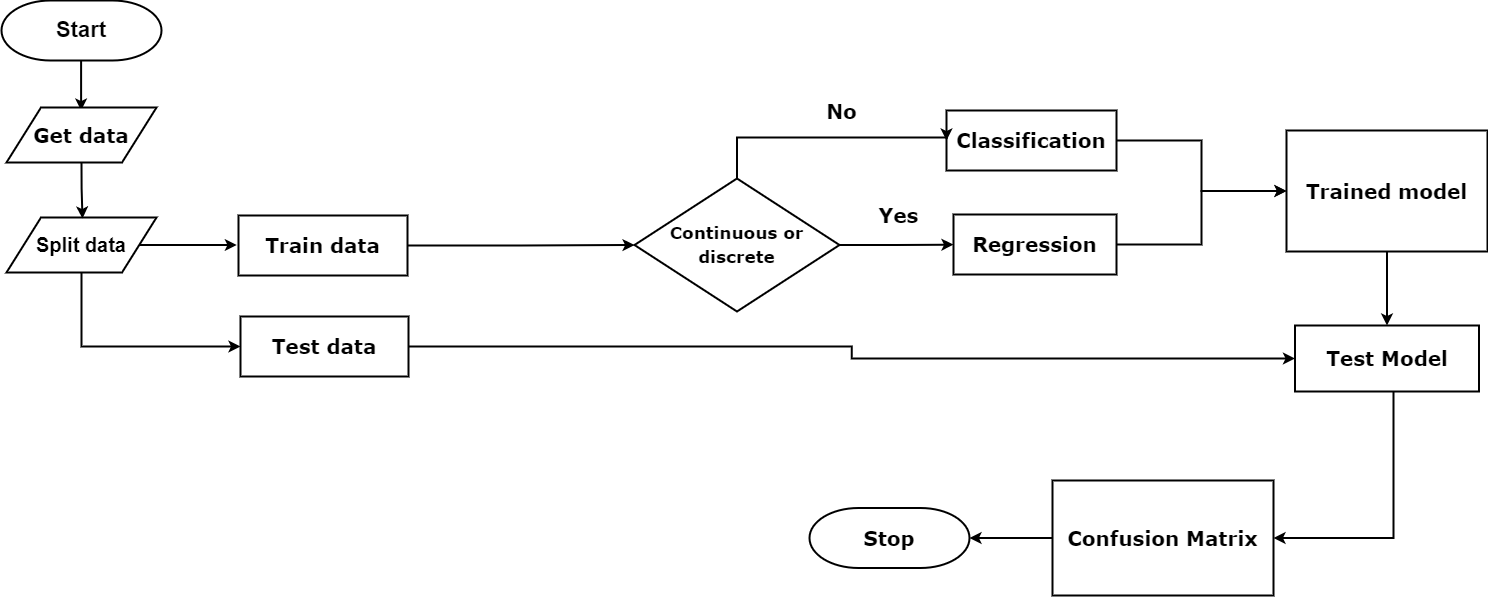 Start
Get data
Split data
Train data
Test data
Continuous or
discrete
No
Yes
Classification
Regression
Trained model
Test Model
Confusion Matrix
Stop